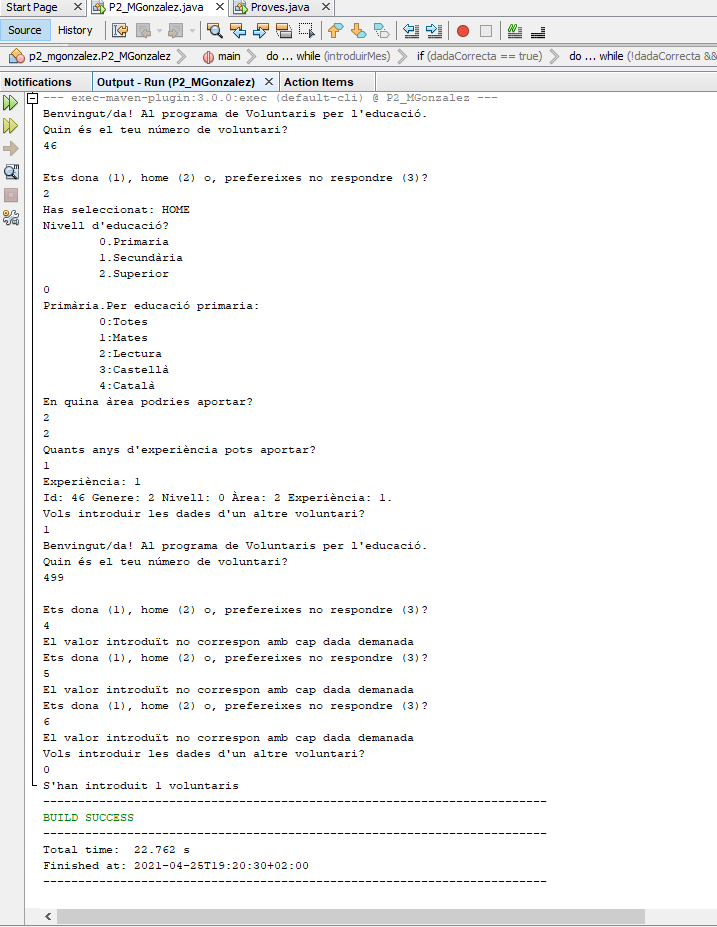 Start Page P2_MGonzalez.java Proves.java
Source History
p2_mgonzalez.P2_MGonzalez main do ... while (introduirMes) if (dadaCorrecta == true) do ... while (!dadaCorrecta &&
Notifications Output - Run (P2_MGonzalez) Action Items
--- exec-maven-plugin:3.0.0:exec (default-cli) @ P2_MGonzalez ---
Benvingut/da! Al programa de Voluntaris per l'educació.
Quin és el teu número de voluntari?
46
Ets dona (1), home (2) o, prefereixes no respondre (3)?
2
Has seleccionat: HOME
Nivell d'educació?
0.Primaria
1.Secundària
2.Superior
0
Primària.Per educació primaria:
0:Totes
1:Mates
2:Lectura
3:Castellà
4:Català
En quina àrea podries aportar?
2
2
Quants anys d'experiència pots aportar?
1
Experiència: 1
Id: 46 Genere: 2 Nivell: 0 Àrea: 2 Experiència: 1.
Vols introduir les dades d'un altre voluntari?
1
Benvingut/da! Al programa de Voluntaris per l'educació.
Quin és el teu número de voluntari?
499
Ets dona (1), home (2) o, prefereixes no respondre (3)?
4
El valor introduït no correspon amb cap dada demanada
Ets dona (1), home (2) o, prefereixes no respondre (3)?
5
El valor introduït no correspon amb cap dada demanada
Ets dona (1), home (2) o, prefereixes no respondre (3)?
6
El valor introduït no correspon amb cap dada demanada
Vols introduir les dades d'un altre voluntari?
0
S'han introduit 1 voluntaris
------------------------------------------------------------------------
BUILD SUCCESS
------------------------------------------------------------------------
Total time:  22.762 s
Finished at: 2021-04-25T19:20:30+02:00
------------------------------------------------------------------------